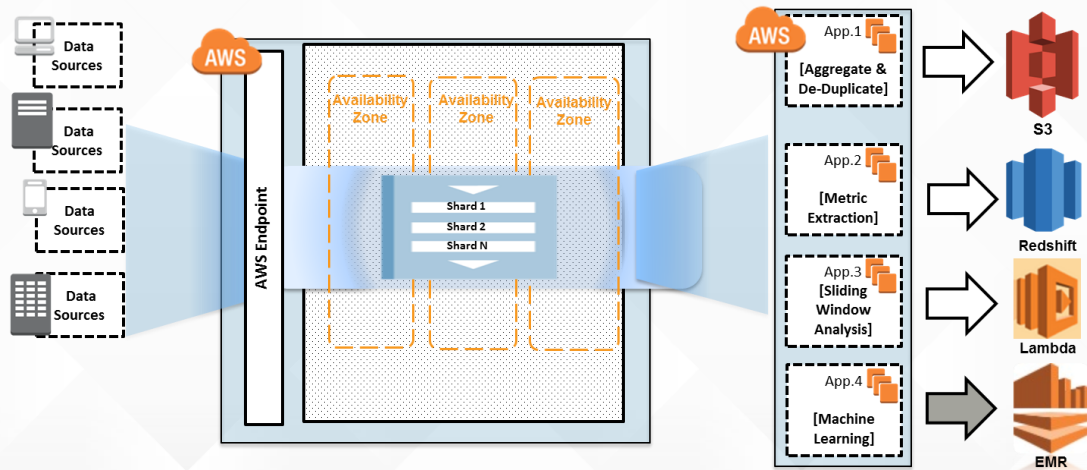 Data
Sources
Data
Sources
Data
Sources
Data
Sources
AWS
AWS Endpoint
Availability
Zone
Availability
Zone
Availability
Zone
Shard 1
Shard 2
Shard N
AWS
App.1
[Aggregate &
De-Duplicate]
S3
App.2
[Metric
Extraction]
Redshift
App.3
[Sliding
Window
Analysis]
Lambda
App.4
[Machine
Learning]
EMR